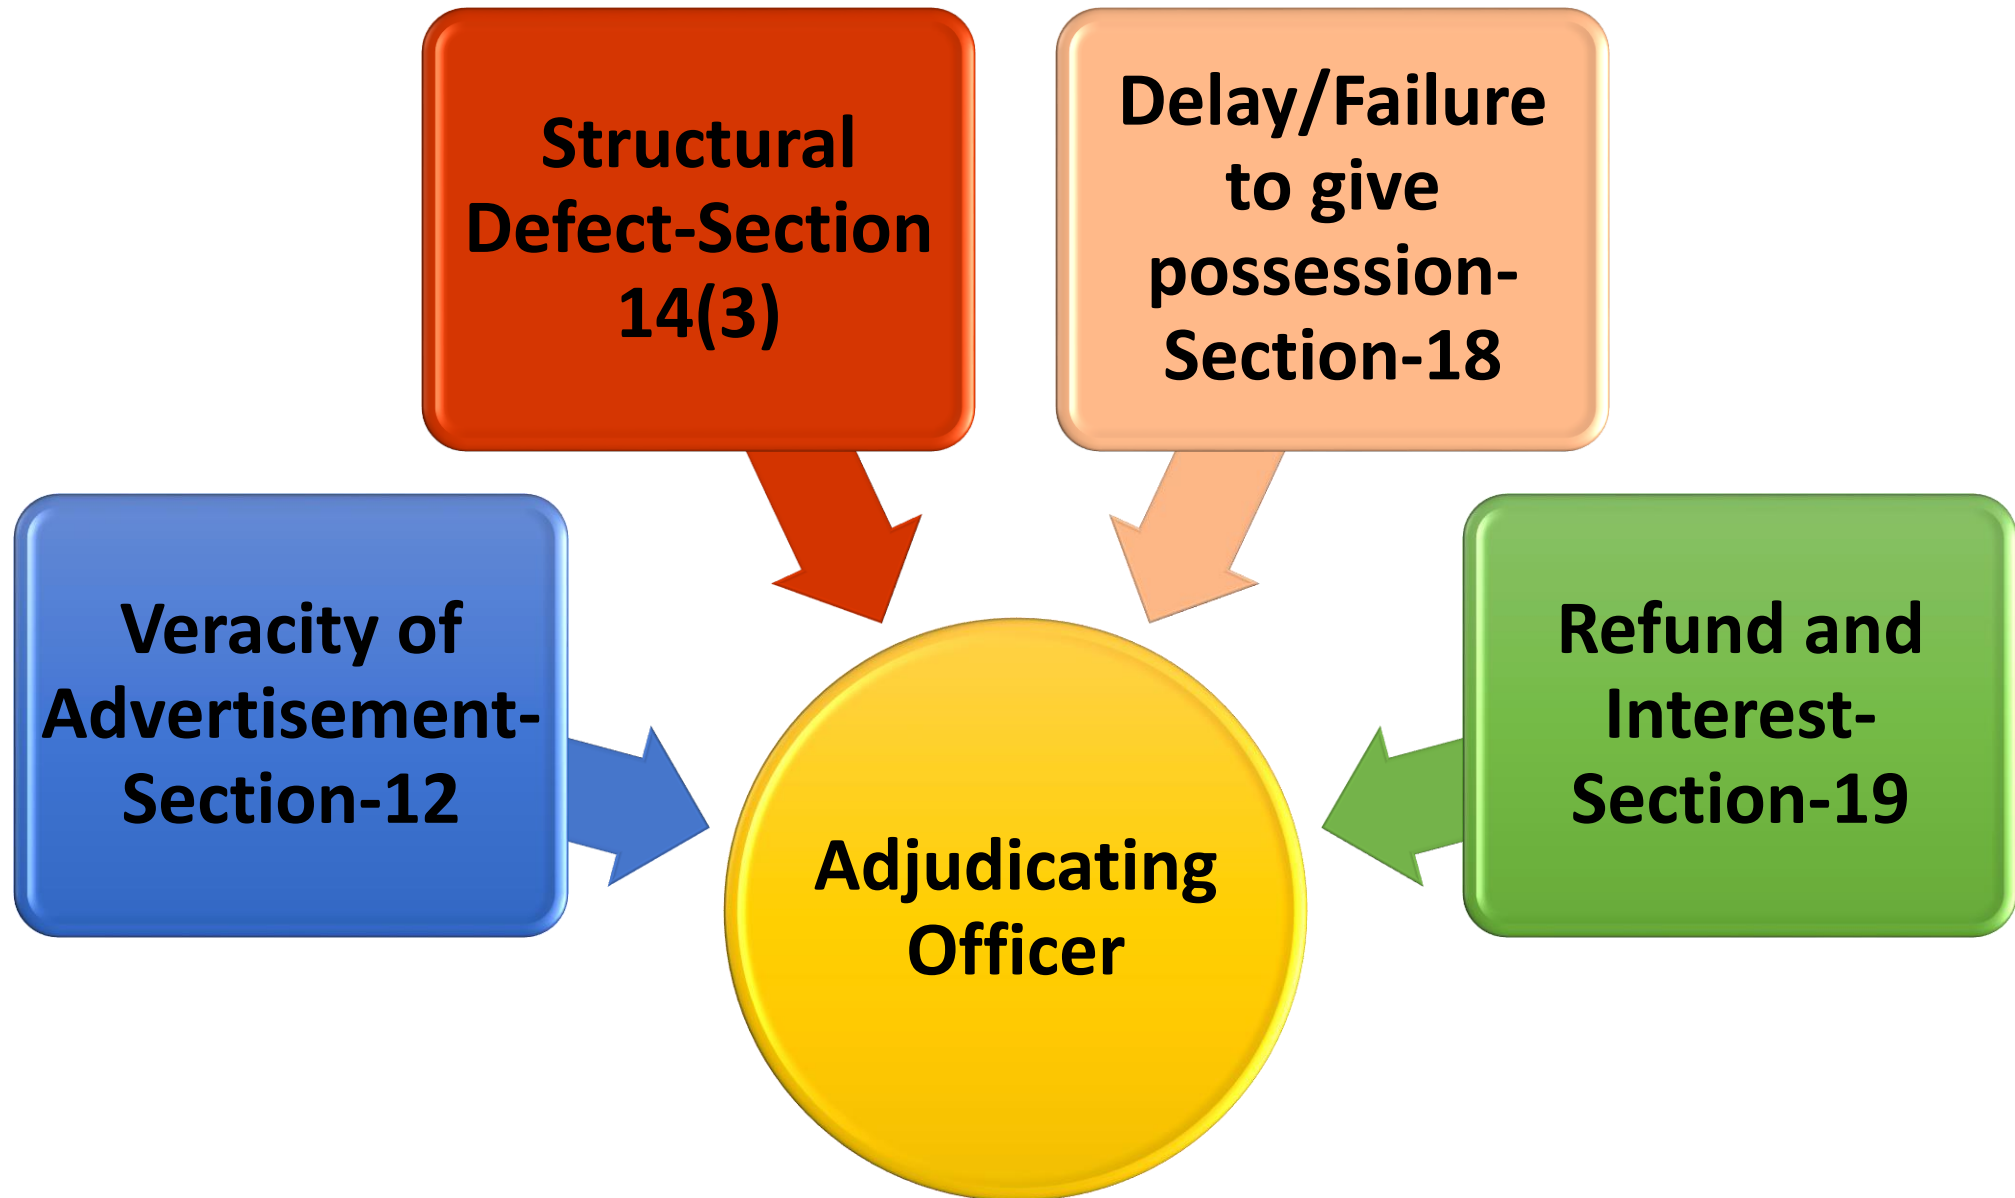 Structural
Defect-Section
14(3)
Delay/Failure
to give
possession-
Section-18
Veracity of
Advertisement-
Section-12
Refund and
Interest-
Section-19
Adjudicating
Officer